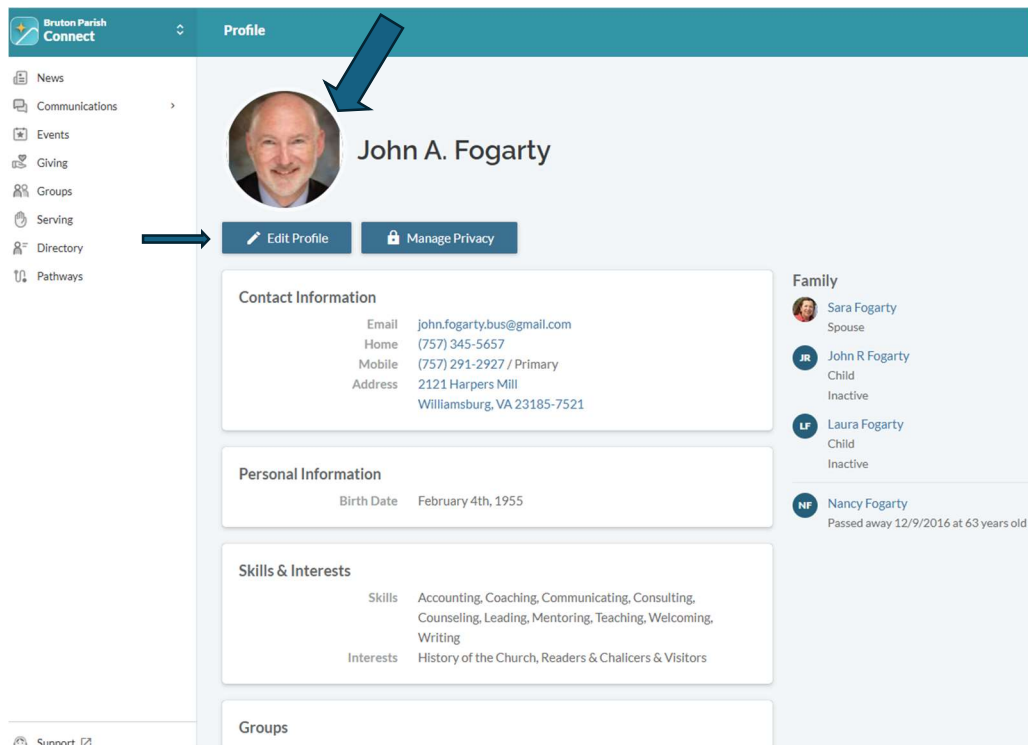 Bruton Parish
Connect
Profile
News
Communications
Events
Giving
Groups
Serving
Directory
Pathways
Support
John A. Fogarty
Edit Profile
Manage Privacy
Contact Information
Email john.fogarty.bus@gmail.com
Home (757) 345-5657
Mobile (757) 291-2927 / Primary
Address 2121 Harpers Mill
Williamsburg, VA 23185-7521
Personal Information
Birth Date February 4th, 1955
Skills & Interests
Skills Accounting, Coaching, Communicating, Consulting,
Counseling, Leading, Mentoring, Teaching, Welcoming,
Writing
Interests History of the Church, Readers & Chalicers & Visitors
Groups
Family
Sara Fogarty
Spouse
JR John R Fogarty
Child
Inactive
LF Laura Fogarty
Child
Inactive
NF Nancy Fogarty
Passed away 12/9/2016 at 63 years old